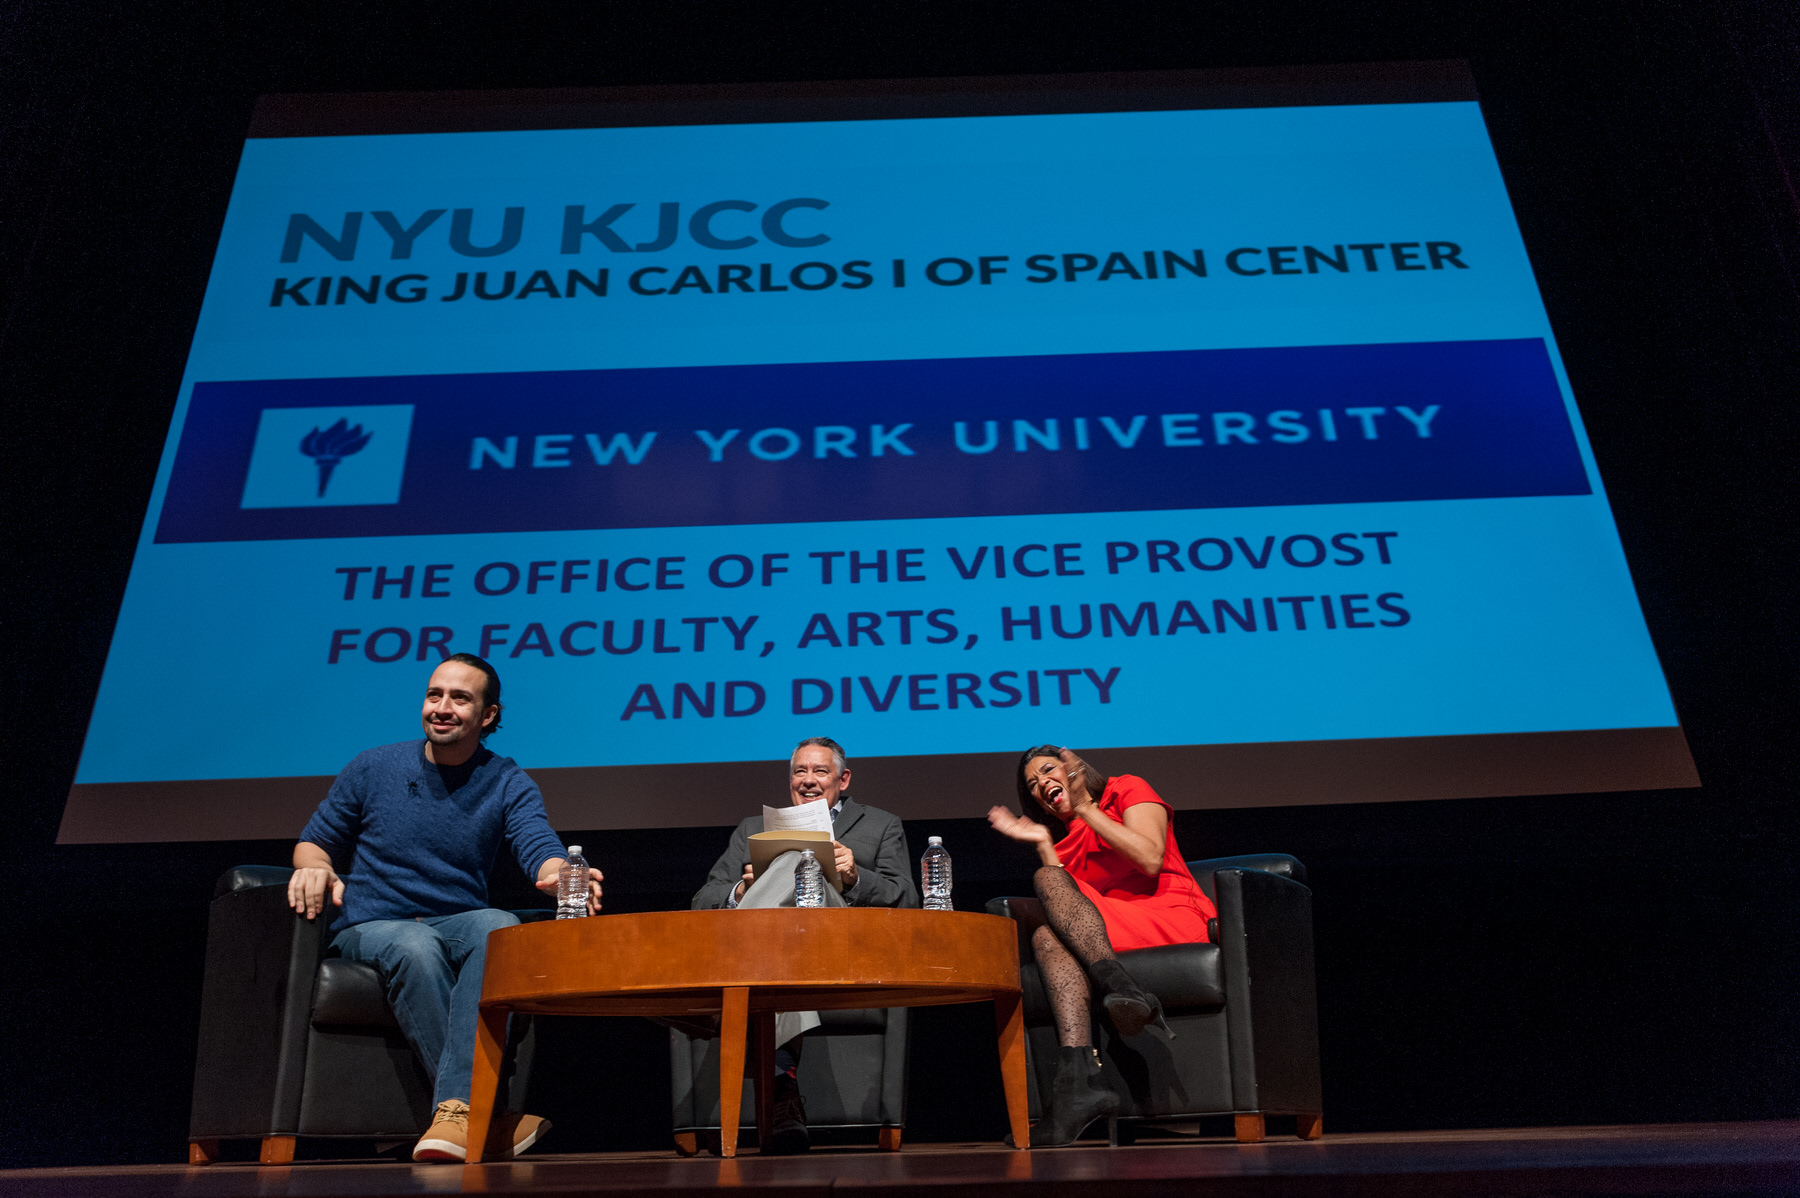 NYU KJCC
KING JUAN CARLOS I OF SPAIN CENTER
NEW YORK UNIVERSITY
THE OFFICE OF THE VICE PROVOST
FOR FACULTY, ARTS, HUMANITIES
AND DIVERSITY